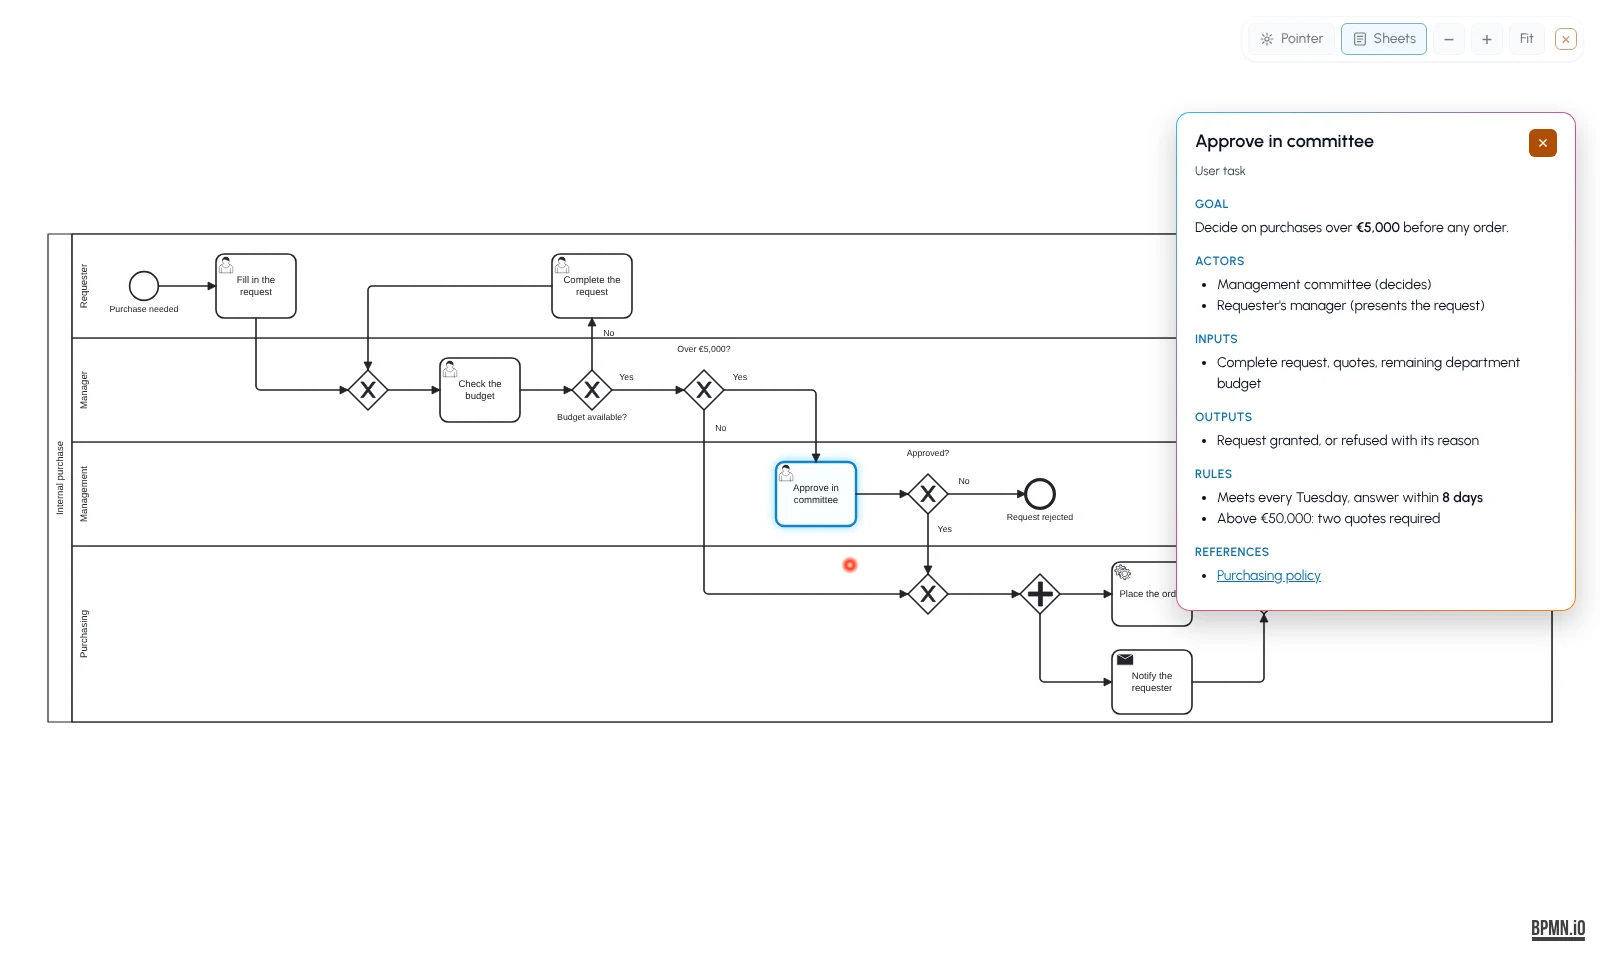 Pointer
Sheets
Fit
Approve in committee
User task
GOAL
Decide on purchases over €5,000 before any order.
ACTORS
Management committee (decides)
Requester's manager (presents the request)
INPUTS
Complete request, quotes, remaining department
budget
OUTPUTS
Request granted, or refused with its reason
RULES
Meets every Tuesday, answer within 8 days
Above €50,000: two quotes required
REFERENCES
Purchasing policy
Internal purchase
Requester
Purchase needed
Fill in the
request
Complete the
request
No
Manager
Check the
budget
Budget available?
Yes
Over €5,000?
Yes
No
Management
Approve in
committee
Approved?
No
Request rejected
Yes
Purchasing
Place the ord
Notify the
requester
BPMN.iO